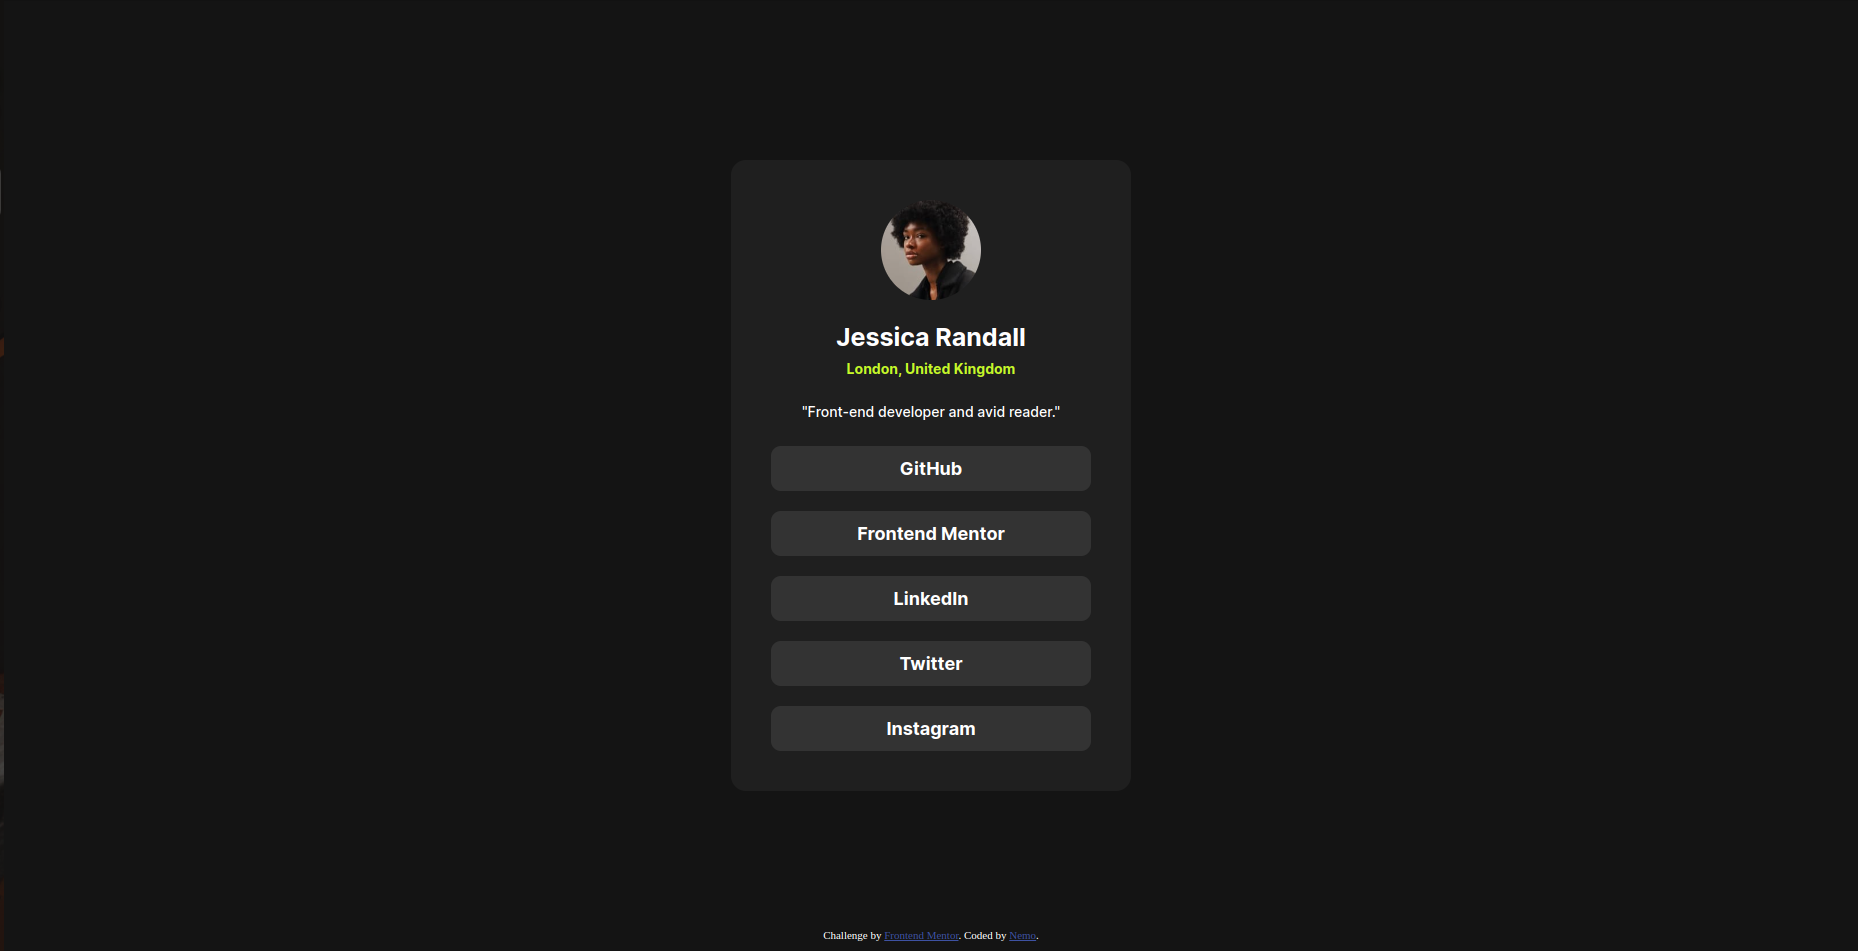 Jessica Randall
London, United Kingdom
"Front-end developer and avid reader."
GitHub
Frontend Mentor
LinkedIn
Twitter
Instagram
Challenge by Frontend Mentor. Coded by Nemo.